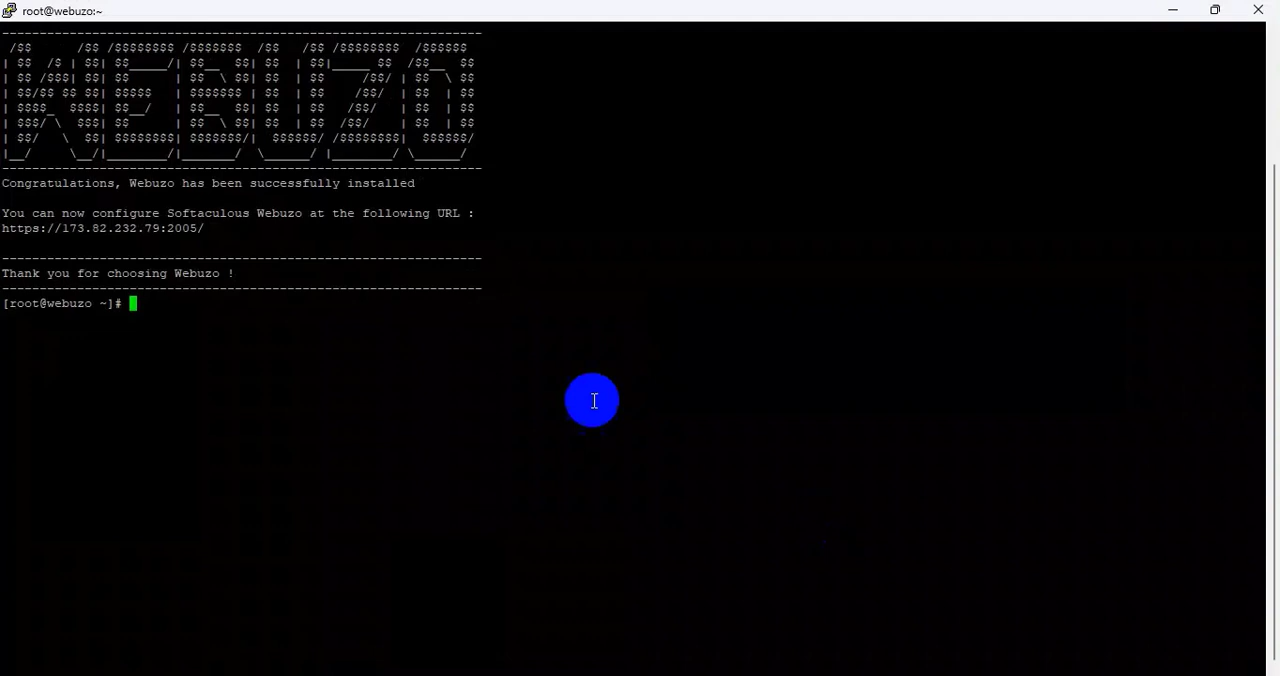 root@webuzo:~
-----------------------------------------------------------------
 /$$      /$$ /$$$$$$$$ /$$$$$$$  /$$   /$$ /$$$$$$$$  /$$$$$$
| $$  /$ | $$| $$_____/| $$__  $$| $$  | $$|_____ $$  /$$__  $$
| $$ /$$$| $$| $$      | $$  \ $$| $$  | $$     /$$/ | $$  \ $$
| $$/$$ $$ $$| $$$$$   | $$$$$$$ | $$  | $$    /$$/  | $$  | $$
| $$$$_  $$$$| $$__/   | $$__  $$| $$  | $$   /$$/   | $$  | $$
| $$$/ \  $$$| $$      | $$  \ $$| $$  | $$  /$$/    | $$  | $$
| $$/   \  $$| $$$$$$$$| $$$$$$$/|  $$$$$$/ /$$$$$$$$|  $$$$$$/
|__/     \__/|________/|_______/  \______/ |________/ \______/
-----------------------------------------------------------------
Congratulations, Webuzo has been successfully installed
You can now configure Softaculous Webuzo at the following URL :
https://173.82.232.79:2005/
-----------------------------------------------------------------
Thank you for choosing Webuzo !
-----------------------------------------------------------------
[root@webuzo ~]#